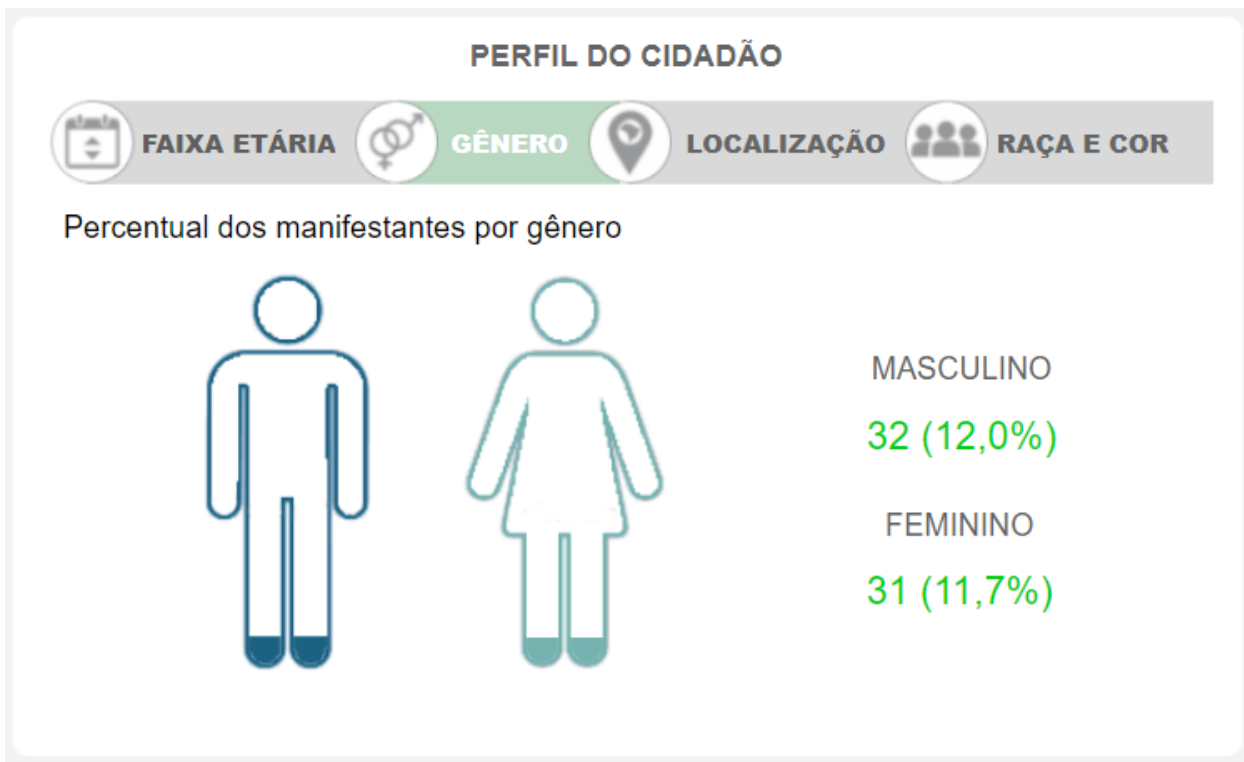 PERFIL DO CIDADÃO
FAIXA ETÁRIA GÊNERO LOCALIZAÇÃO RAÇA E COR
Percentual dos manifestantes por gênero
MASCULINO
32 (12,0%)
FEMININO
31 (11,7%)